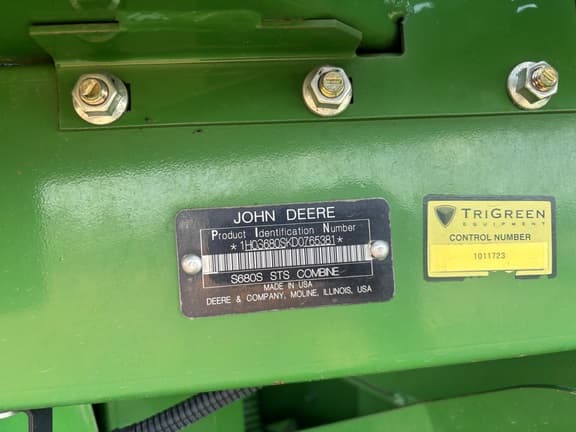 JOHN DEERE
Product Identification Number
*1H0S680SKD0765381*
S680S STS COMBINE
MADE IN USA
DEERE & COMPANY, MOLINE, ILLINOIS, USA
TRIGREEN
EQUIPMENT
CONTROL NUMBER
1011723